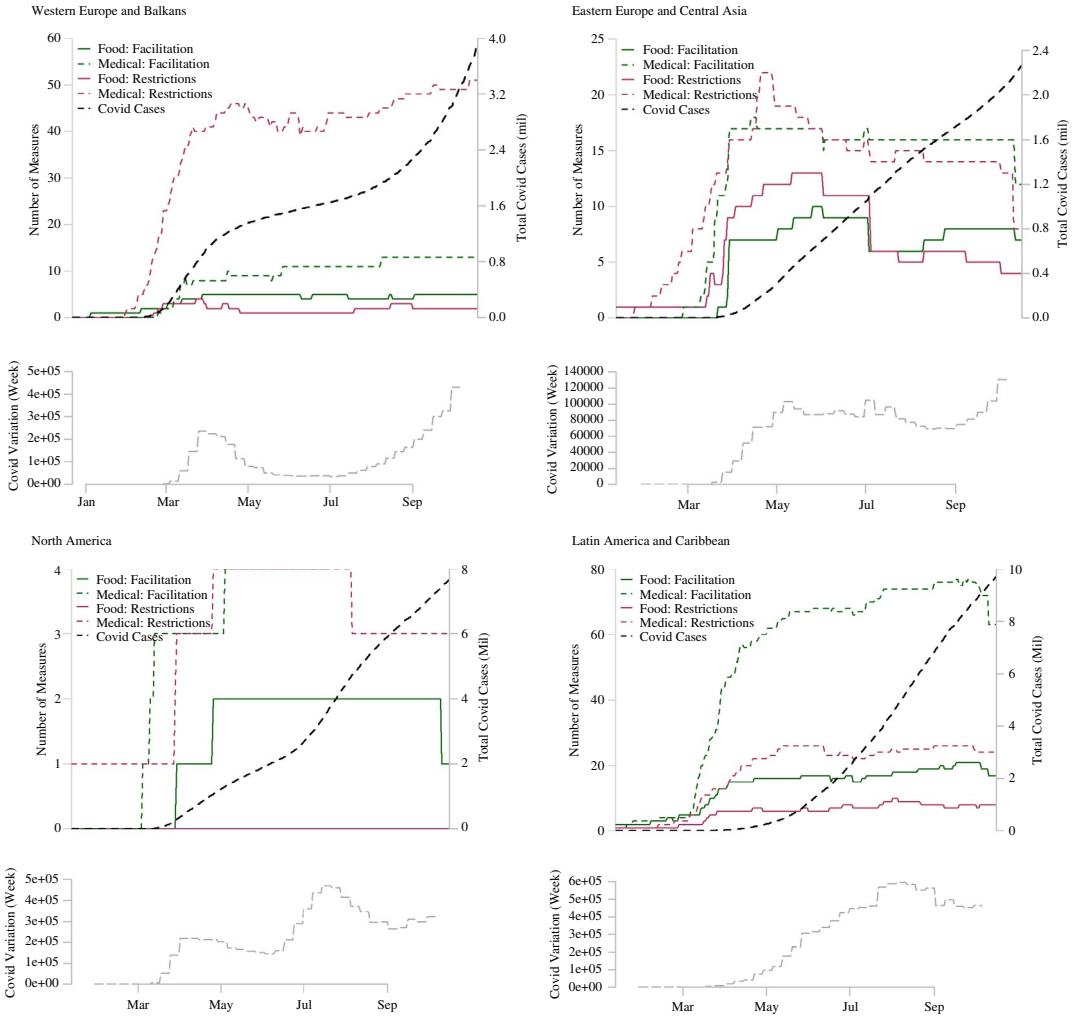 Western Europe and Balkans
60
50
40
30
20
10
0
Number of Measures
Food: Facilitation
Medical: Facilitation
Food: Restrictions
Medical: Restrictions
Covid Cases
4.0
3.2
2.4
1.6
0.8
0.0
Total Covid Cases (mil)
5e+05
4e+05
3e+05
2e+05
1e+05
0e+00
Covid Variation (Week)
Jan Mar May Jul Sep
Eastern Europe and Central Asia
25
20
15
10
5
0
Number of Measures
Food: Facilitation
Medical: Facilitation
Food: Restrictions
Medical: Restrictions
Covid Cases
2.4
2.0
1.6
1.2
0.8
0.4
0.0
Total Covid Cases (mil)
140000
120000
100000
80000
60000
40000
20000
0
Covid Variation (Week)
Mar May Jul Sep
North America
4
3
2
1
0
Number of Measures
Food: Facilitation
Medical: Facilitation
Food: Restrictions
Medical: Restrictions
Covid Cases
8
6
4
2
0
Total Covid Cases (Mil)
5e+05
4e+05
3e+05
2e+05
1e+05
0e+00
Covid Variation (Week)
Mar May Jul Sep
Latin America and Caribbean
80
60
40
20
0
Number of Measures
Food: Facilitation
Medical: Facilitation
Food: Restrictions
Medical: Restrictions
Covid Cases
10
8
6
4
2
0
Total Covid Cases (Mil)
6e+05
5e+05
4e+05
3e+05
2e+05
1e+05
0e+00
Covid Variation (Week)
Mar May Jul Sep